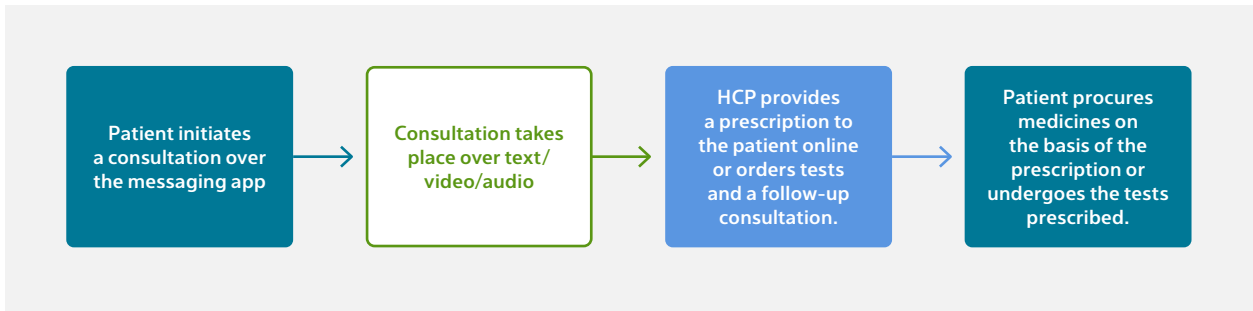 Patient initiates
a consultation over
the messaging app
Consultation takes
place over text/
video/audio
HCP provides
a prescription to
the patient online
or orders tests
and a follow-up
consultation.
Patient procures
medicines on
the basis of the
prescription or
undergoes the tests
prescribed.